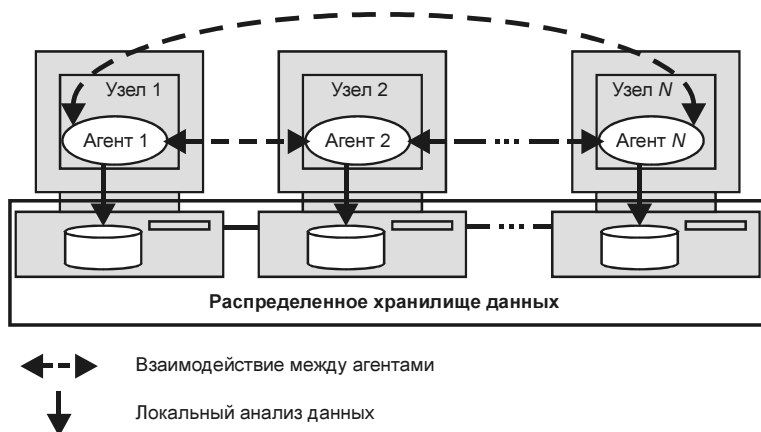 Узел 1
Узел 2
Узел N
Агент 1
Агент 2
Агент N
Распределенное хранилище данных
Взаимодействие между агентами
Локальный анализ данных